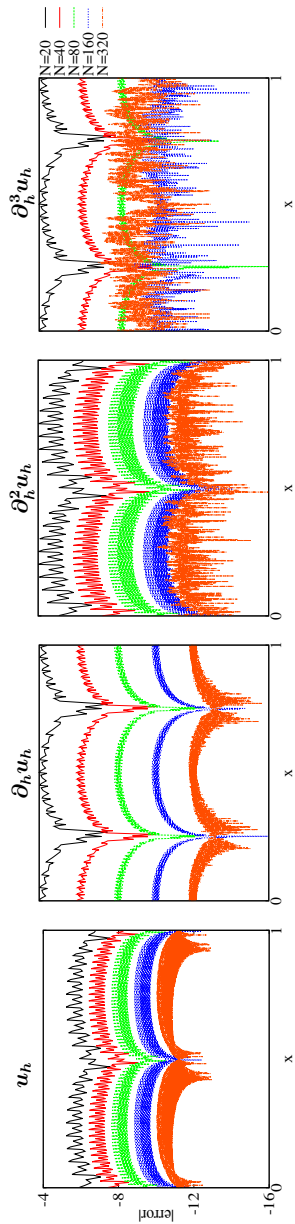 u_h
∂_h u_h
∂_h^2 u_h
∂_h^3 u_h
N=20
N=40
N=80
N=160
N=320
|error|
-4
-8
-12
-16
0
1
x
0
1
x
0
1
x
0
1
x